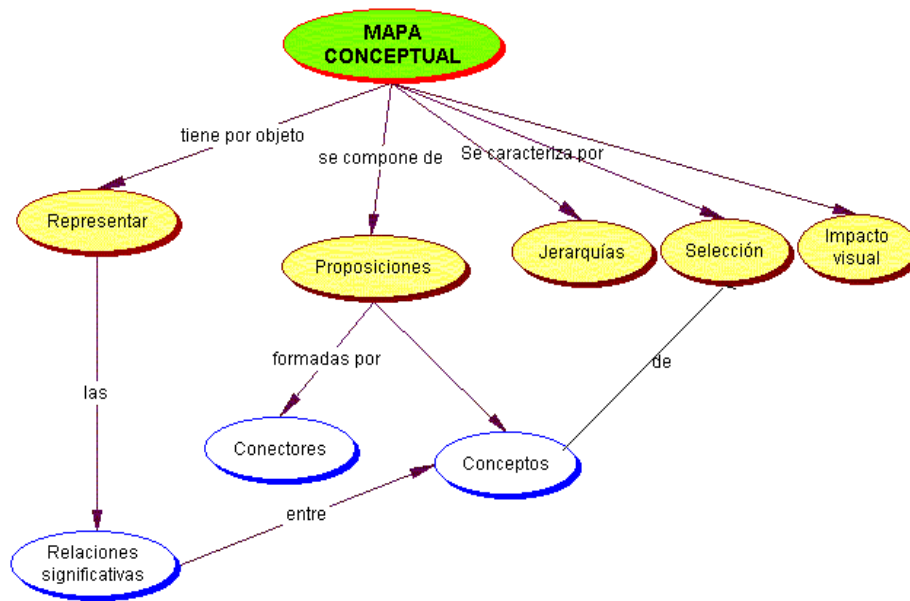 MAPA
CONCEPTUAL
tiene por objeto
se compone de
Se caracteriza por
Representar
Proposiciones
Jerarquías
Selección
Impacto
visual
formadas por
de
las
Conectores
Conceptos
entre
Relaciones
significativas